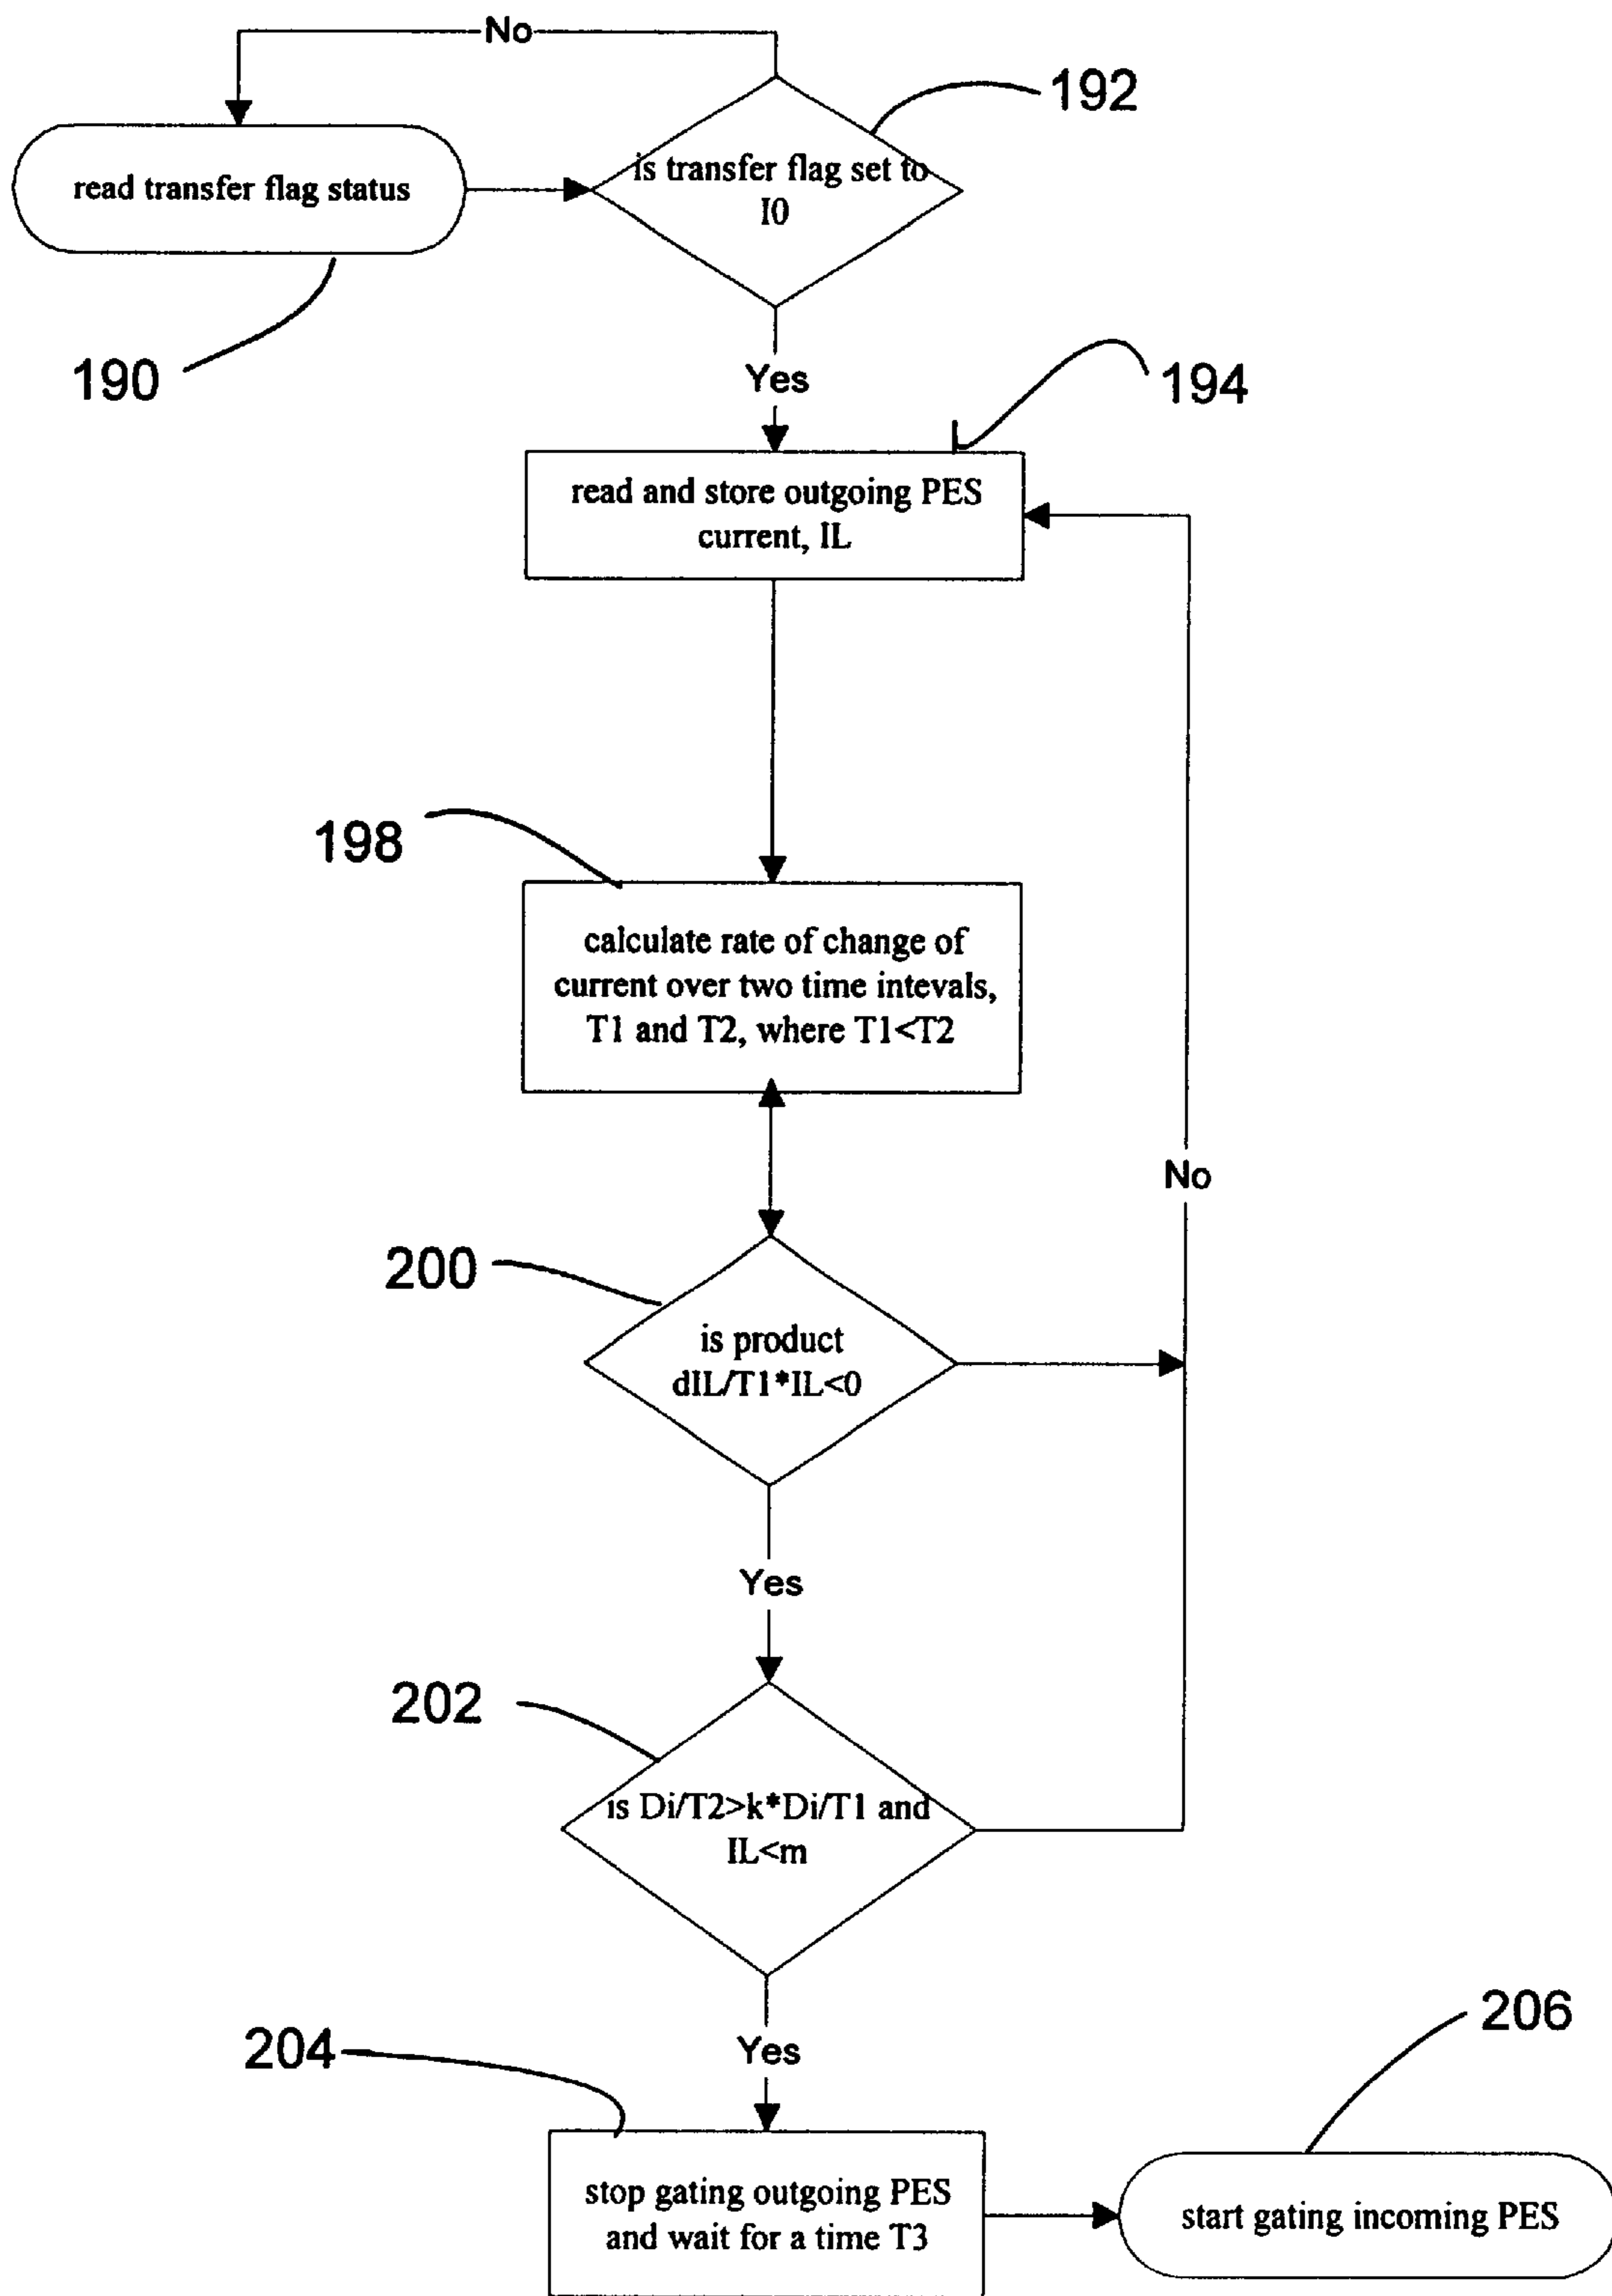 No
192
is transfer flag set to
I0
read transfer flag status
190
Yes
194
read and store outgoing PES
current, IL
198
calculate rate of change of
current over two time intevals,
T1 and T2, where T1<T2
No
200
is product
dIL/T1*IL<0
Yes
202
is Di/T2>k*Di/T1 and
IL<m
Yes
204
206
stop gating outgoing PES
and wait for a time T3
start gating incoming PES